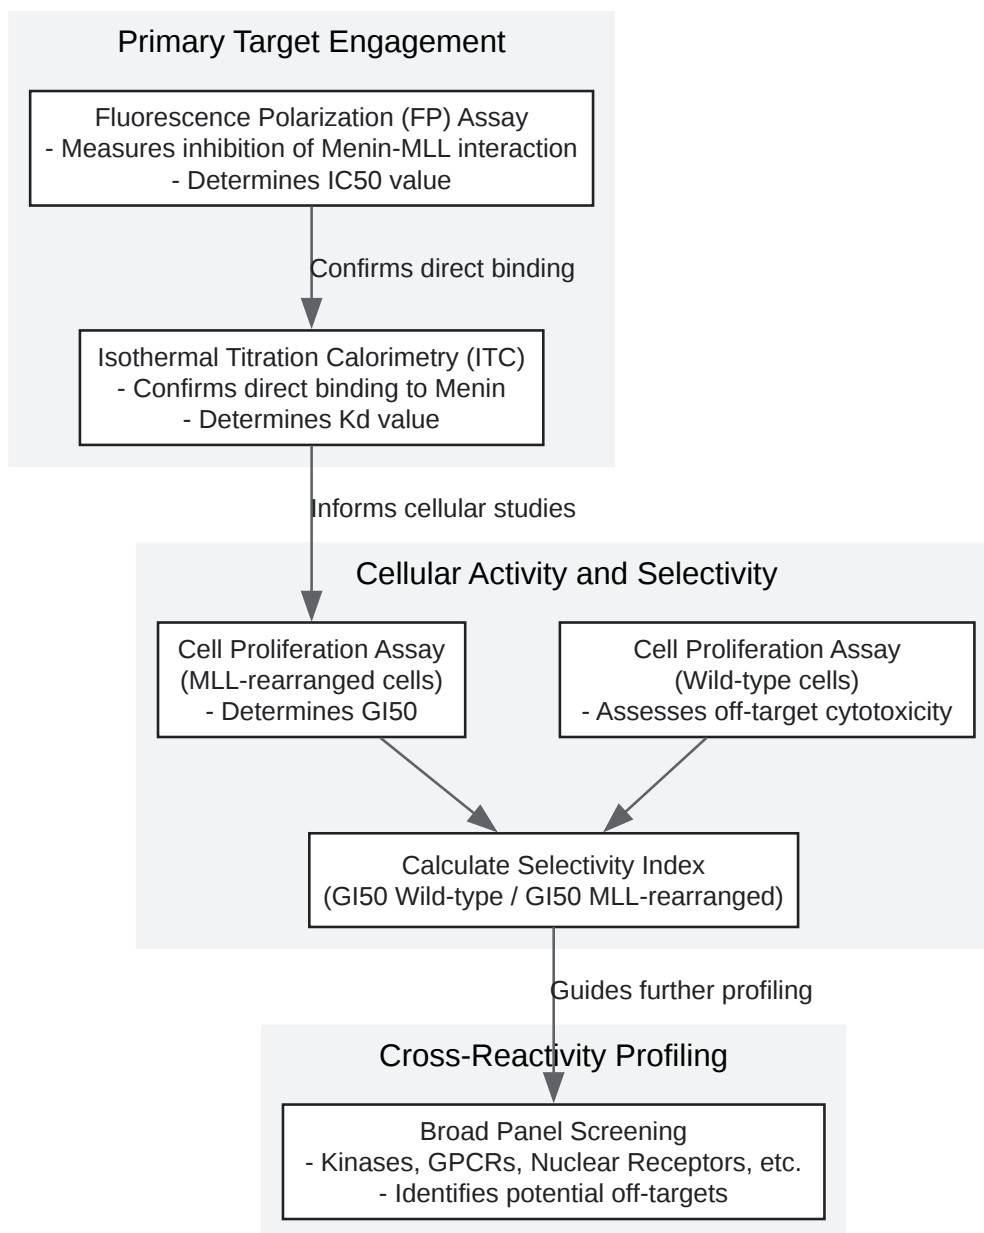 Primary Target Engagement
Fluorescence Polarization (FP) Assay
- Measures inhibition of Menin-MLL interaction
- Determines IC50 value
Confirms direct binding
Isothermal Titration Calorimetry (ITC)
- Confirms direct binding to Menin
- Determines Kd value
Informs cellular studies
Cellular Activity and Selectivity
Cell Proliferation Assay
(MLL-rearranged cells)
- Determines GI50
Cell Proliferation Assay
(Wild-type cells)
- Assesses off-target cytotoxicity
Calculate Selectivity Index
(GI50 Wild-type / GI50 MLL-rearranged)
Guides further profiling
Cross-Reactivity Profiling
Broad Panel Screening
- Kinases, GPCRs, Nuclear Receptors, etc.
- Identifies potential off-targets